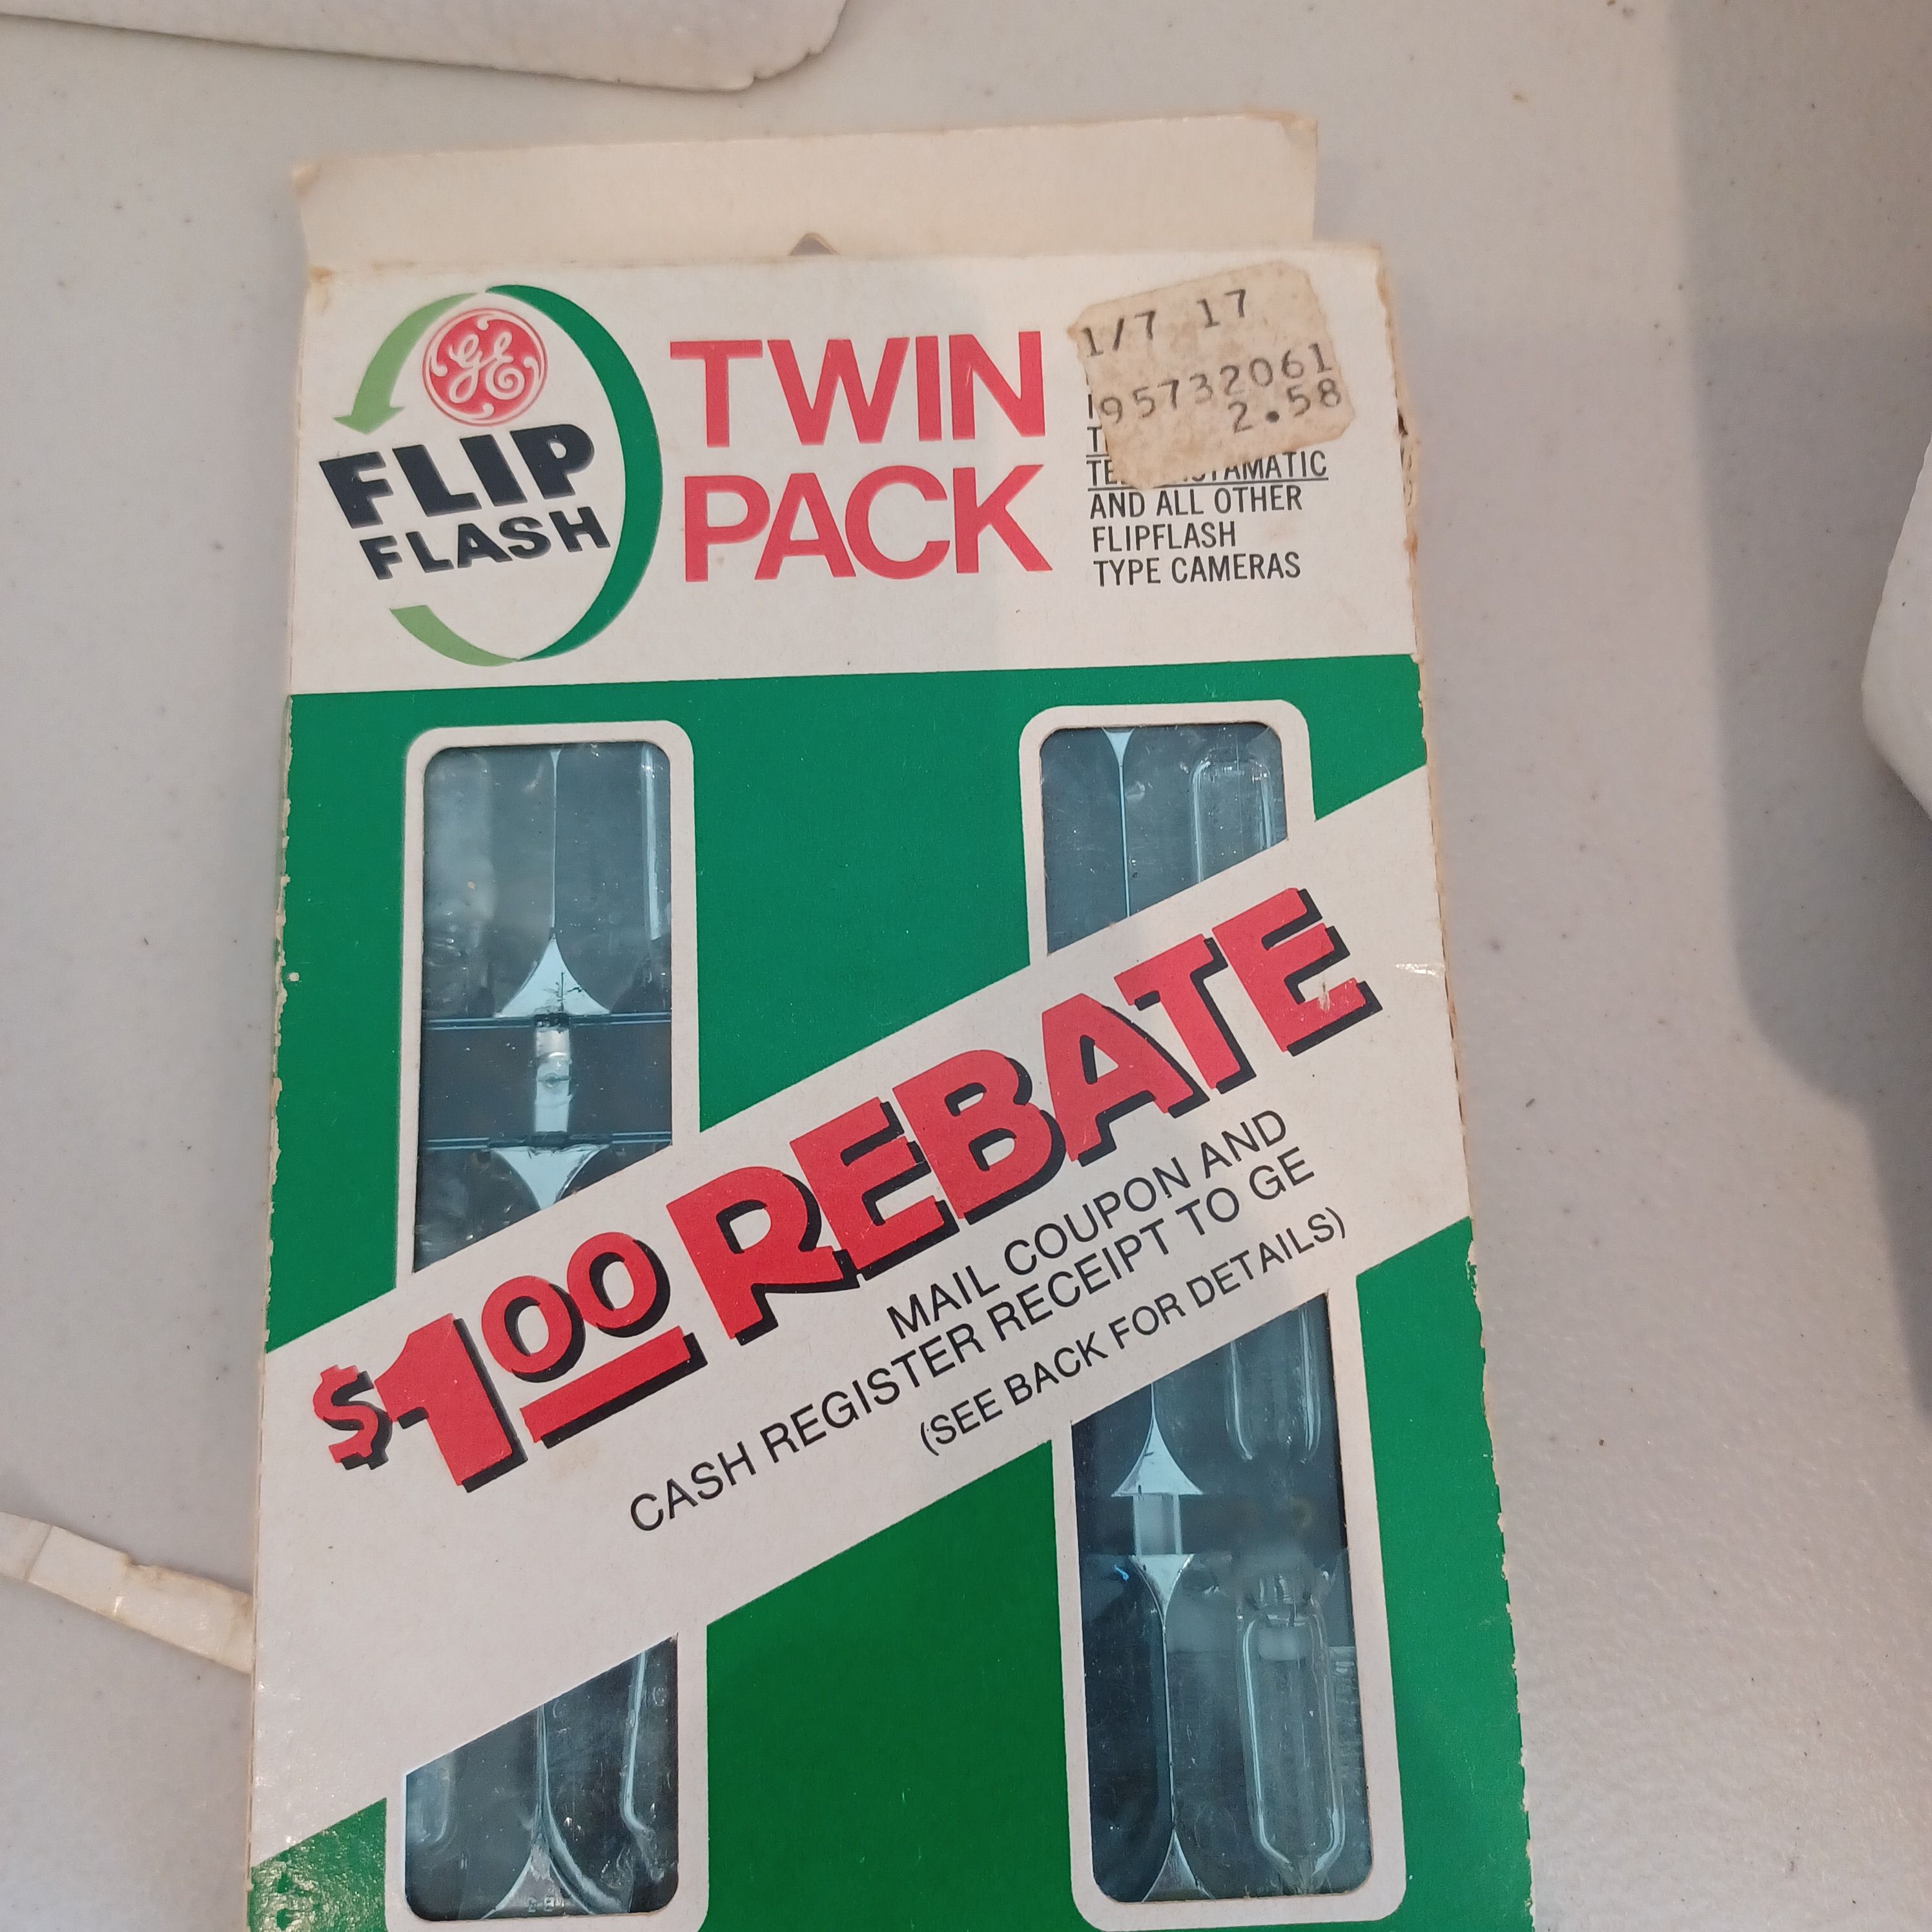 GE
FLIP
FLASH
TWIN
PACK
1/7 17
95732061
2.58
AND ALL OTHER
FLIPFLASH
TYPE CAMERAS
$1.00 REBATE
MAIL COUPON AND
CASH REGISTER RECEIPT TO GE
(SEE BACK FOR DETAILS)